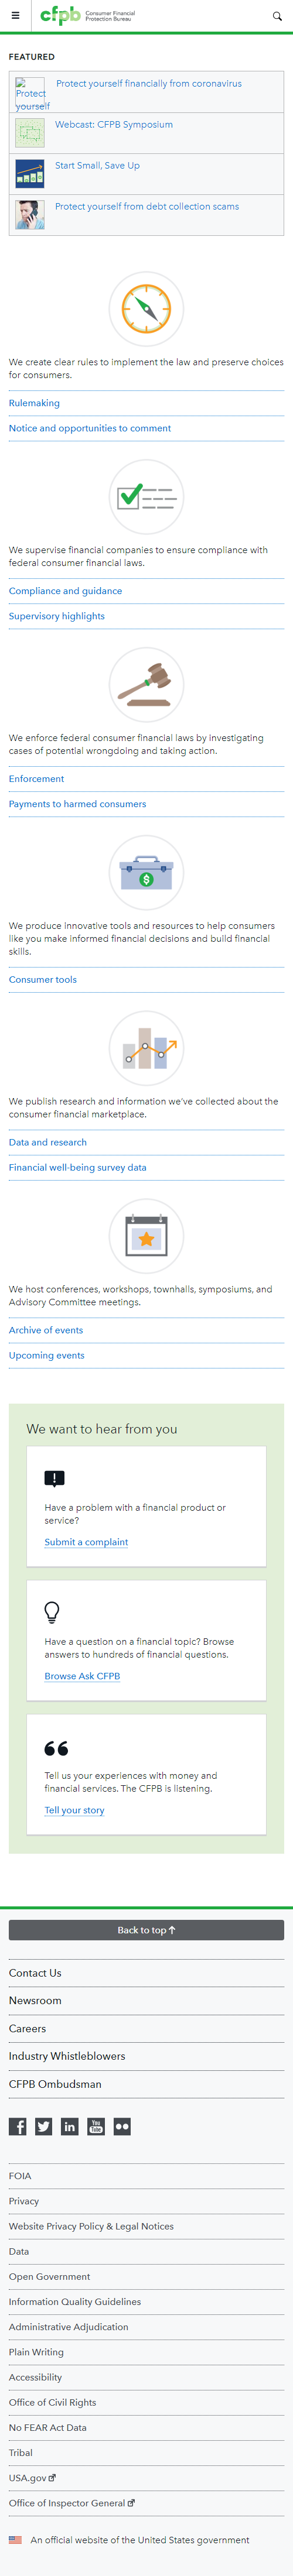 cfpb Consumer Financial
Protection Bureau
FEATURED
Protect yourself
Protect yourself financially from coronavirus
Webcast: CFPB Symposium
Start Small, Save Up
Protect yourself from debt collection scams
We create clear rules to implement the law and preserve choices
for consumers.
Rulemaking
Notice and opportunities to comment
We supervise financial companies to ensure compliance with
federal consumer financial laws.
Compliance and guidance
Supervisory highlights
We enforce federal consumer financial laws by investigating
cases of potential wrongdoing and taking action.
Enforcement
Payments to harmed consumers
$
We produce innovative tools and resources to help consumers
like you make informed financial decisions and build financial
skills.
Consumer tools
We publish research and information we've collected about the
consumer financial marketplace.
Data and research
Financial well-being survey data
We host conferences, workshops, townhalls, symposiums, and
Advisory Committee meetings.
Archive of events
Upcoming events
We want to hear from you
Have a problem with a financial product or
service?
Submit a complaint
Have a question on a financial topic? Browse
answers to hundreds of financial questions.
Browse Ask CFPB
Tell us your experiences with money and
financial services. The CFPB is listening.
Tell your story
Back to top
Contact Us
Newsroom
Careers
Industry Whistleblowers
CFPB Ombudsman
f in You Tube
FOIA
Privacy
Website Privacy Policy & Legal Notices
Data
Open Government
Information Quality Guidelines
Administrative Adjudication
Plain Writing
Accessibility
Office of Civil Rights
No FEAR Act Data
Tribal
USA.gov
Office of Inspector General
An official website of the United States government